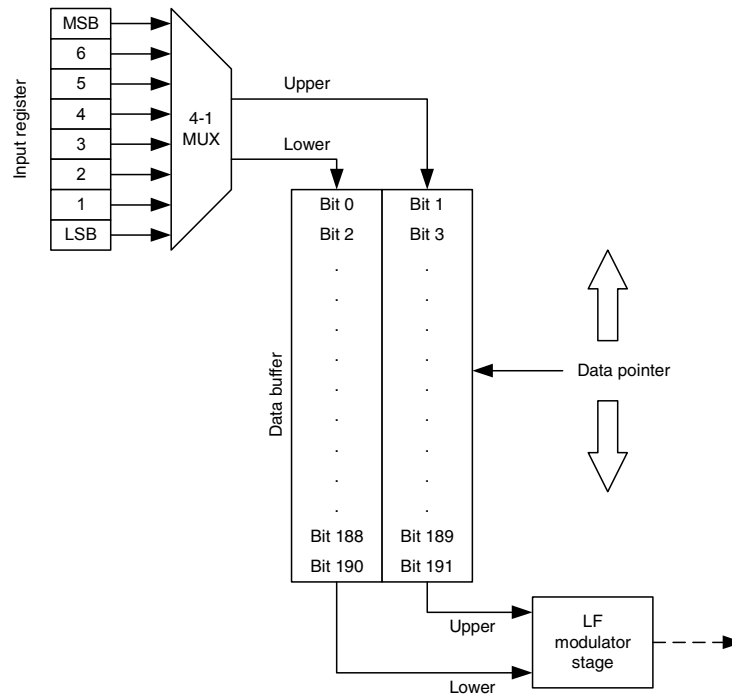 Input register
MSB
6
5
4
3
2
1
LSB
4-1
MUX
Upper
Lower
Data buffer
Bit 0 Bit 1
Bit 2 Bit 3
. .
. .
. .
. .
. .
. .
. .
. .
. .
Bit 188 Bit 189
Bit 190 Bit 191
Data pointer
Upper
Lower
LF
modulator
stage